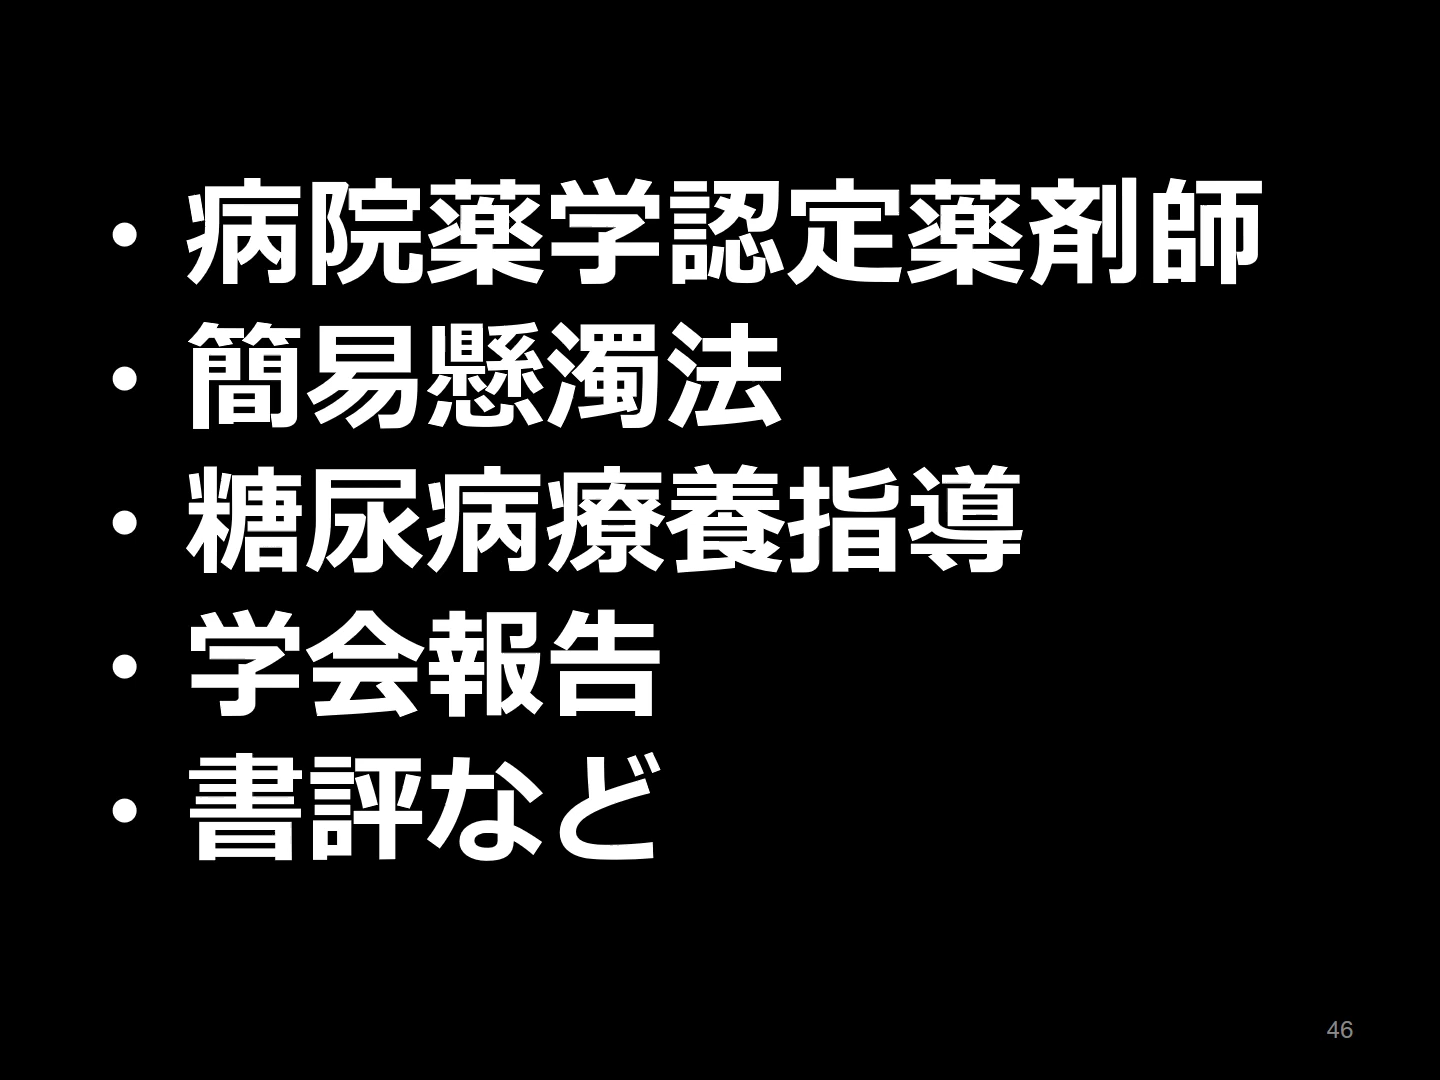 • 病院薬学認定薬剤師
• 簡易懸濁法
• 糖尿病療養指導
• 学会報告
• 書評など
46